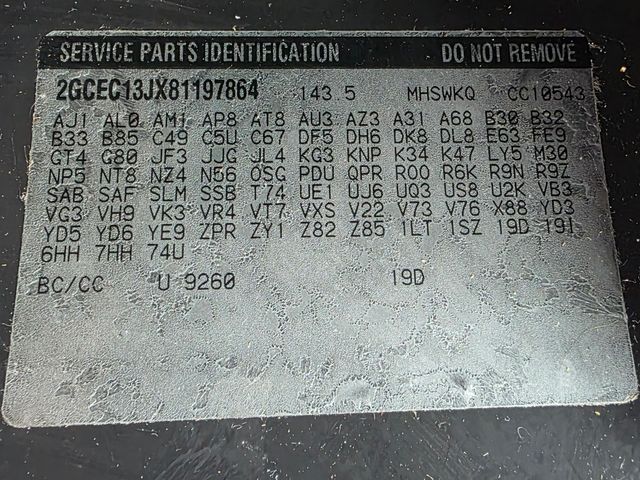 SERVICE PARTS IDENTIFICATION DO NOT REMOVE
2GCEC13JX81197864 143.5 MHSWKQ CC10543
AJ1 AL0 AM1 AP8 AT8 AU3 AZ3 A31 A68 B30 B32
B33 B85 C49 C5U C67 DF5 DH6 DK8 DL8 E63 FE9
GT4 G80 JF3 JJG JL4 KG3 KNP K34 K47 LY5 M30
NP5 NT8 NZ4 N56 OSG PDU QPR R00 R6K R9N R9Z
SAB SAF SLM SSB T74 UE1 UJ6 UQ3 US8 U2K VB3
VG3 VH9 VK3 VR4 VT7 VXS V22 V73 V76 X88 YD3
YD5 YD6 YE9 ZPR ZY1 Z82 Z85 1LT 1SZ 19D 19I
6HH 7HH 74U
BC/CC U 9260 19D